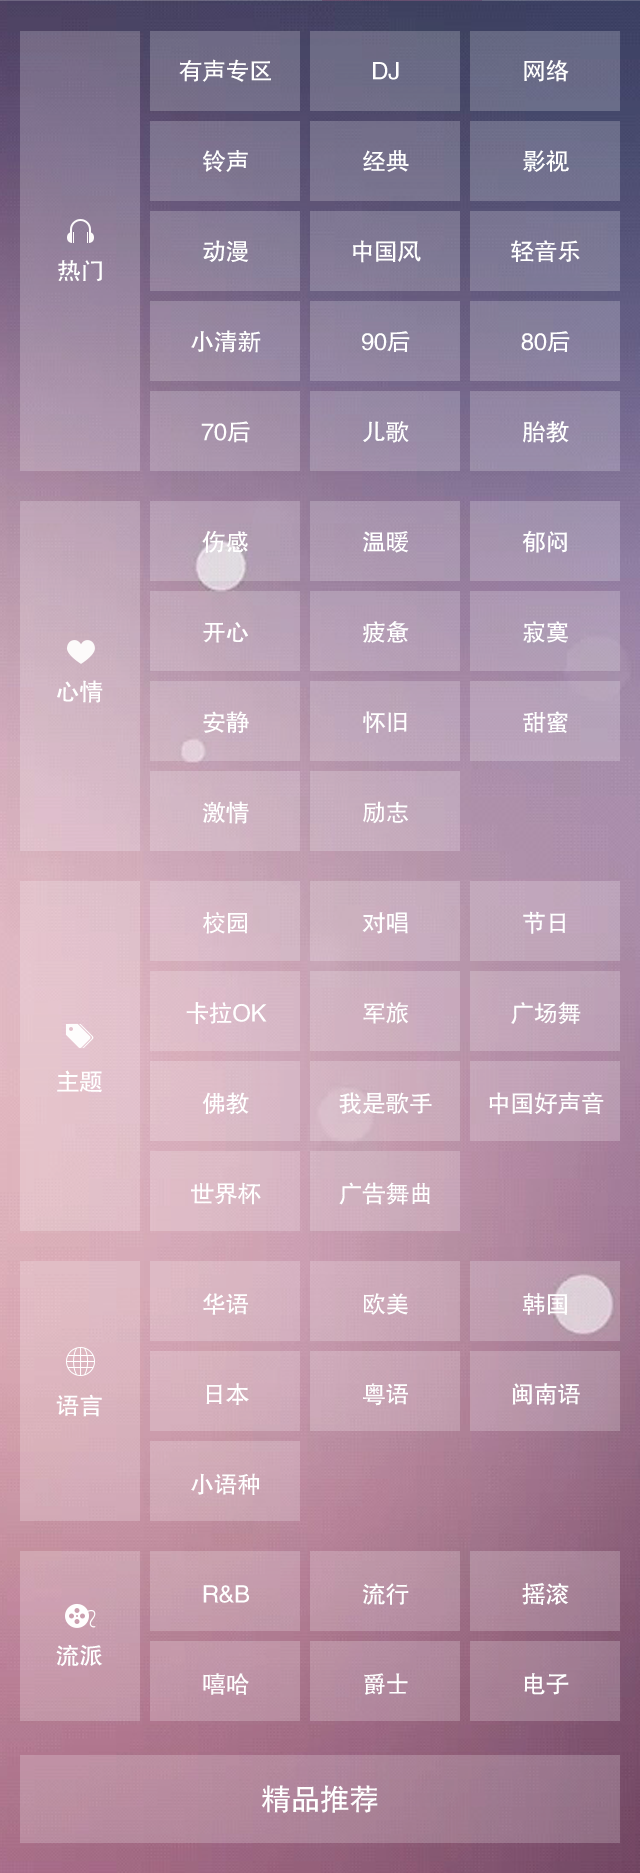 热门
有声专区
DJ
网络
铃声
经典
影视
动漫
中国风
轻音乐
小清新
90后
80后
70后
儿歌
胎教
心情
伤感
温暖
郁闷
开心
疲惫
寂寞
安静
怀旧
甜蜜
激情
励志
主题
校园
对唱
节日
卡拉OK
军旅
广场舞
佛教
我是歌手
中国好声音
世界杯
广告舞曲
语言
华语
欧美
韩国
日本
粤语
闽南语
小语种
流派
R&B
流行
摇滚
嘻哈
爵士
电子
精品推荐